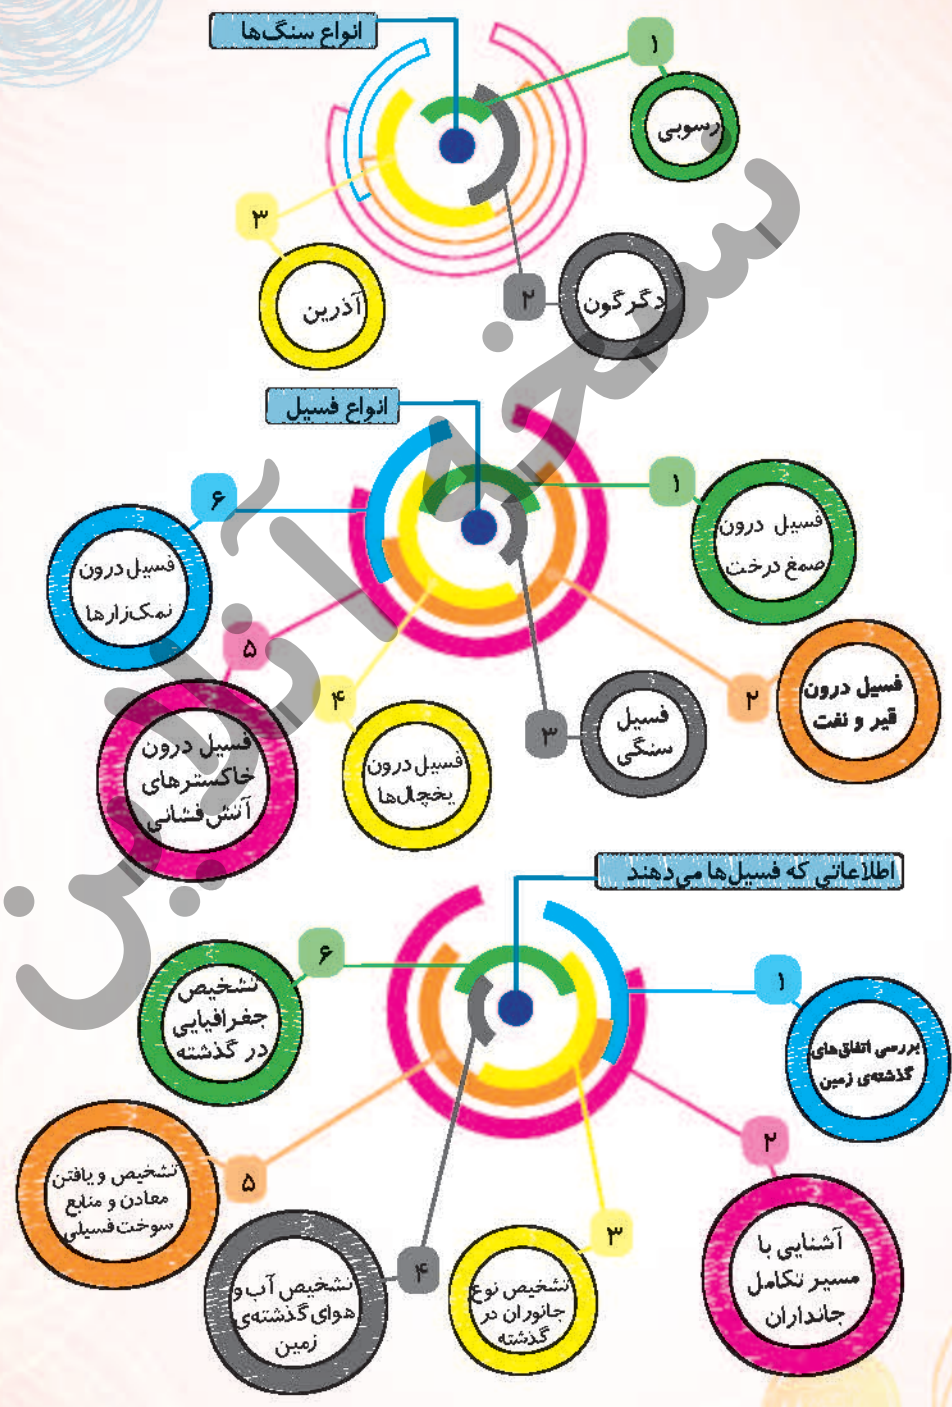 انواع سنگ‌ها
۱
رسوبی
۲
دگرگون
۳
آذرین
انواع فسیل
۱
فسیل درون
صمغ درخت
۲
فسیل درون
قیر و نفت
۳
فسیل
سنگی
۴
فسیل درون
یخچال‌ها
۵
فسیل درون
خاکسترهای
آتش‌فشانی
۶
فسیل درون
نمک‌زارها
اطلاعاتی که فسیل‌ها می‌دهند
۱
بررسی اتفاق‌های
گذشته‌ی زمین
۲
آشنایی با
مسیر تکامل
جانداران
۳
تشخیص نوع
جانوران در
گذشته
۴
تشخیص آب و
هوای گذشته‌ی
زمین
۵
تشخیص و یافتن
معادن و منابع
سوخت فسیلی
۶
تشخیص
جغرافیایی
در گذشته
نسخه آنلاین